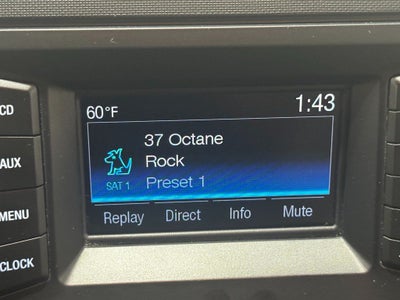 60°F 1:43
CD
37 Octane
Rock
AUX
SAT 1 Preset 1
MENU
Replay Direct Info Mute
CLOCK